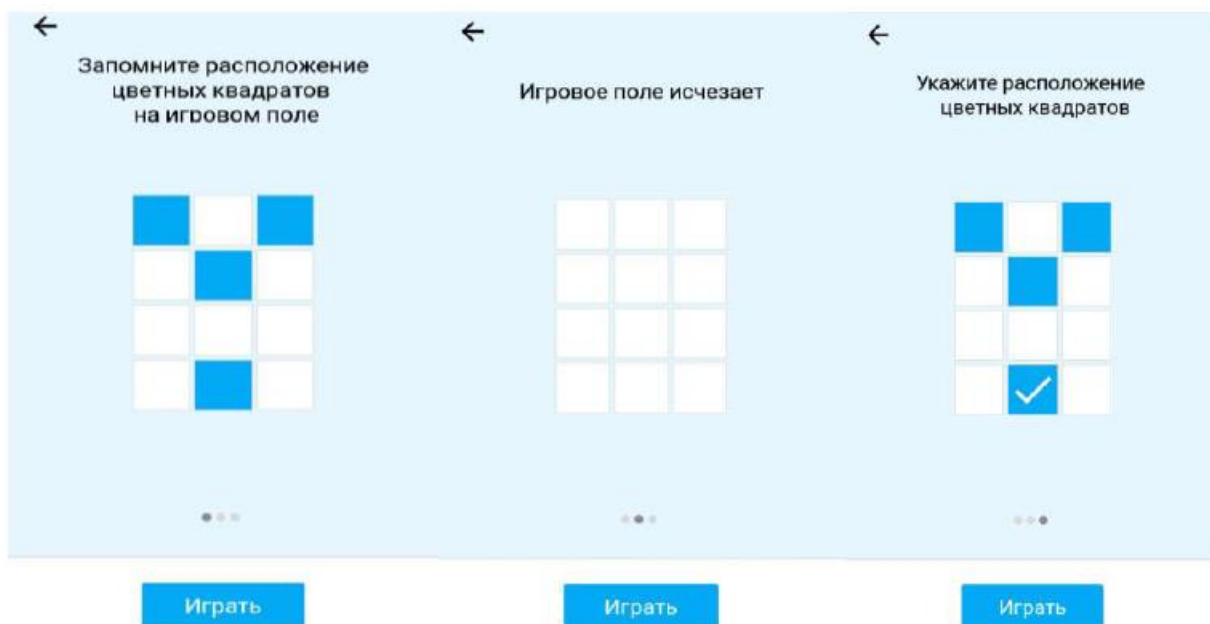 Запомните расположение
цветных квадратов
на игровом поле
Играть
Игровое поле исчезает
Играть
Укажите расположение
цветных квадратов
Играть